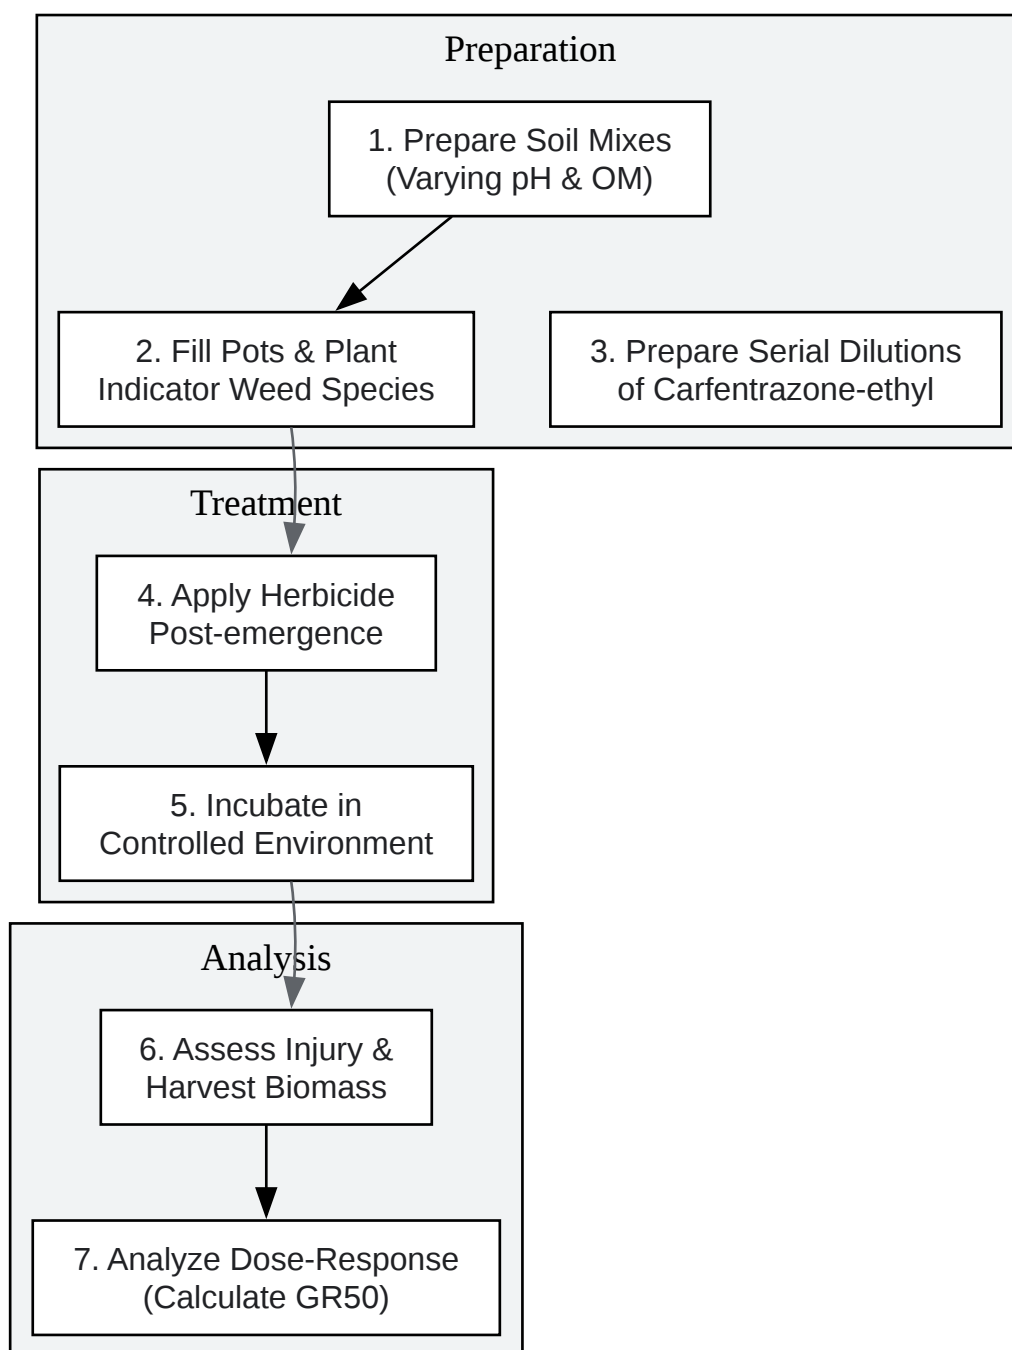 Preparation
1. Prepare Soil Mixes
(Varying pH & OM)
2. Fill Pots & Plant
Indicator Weed Species
3. Prepare Serial Dilutions
of Carfentrazone-ethyl
Treatment
4. Apply Herbicide
Post-emergence
5. Incubate in
Controlled Environment
Analysis
6. Assess Injury &
Harvest Biomass
7. Analyze Dose-Response
(Calculate GR50)